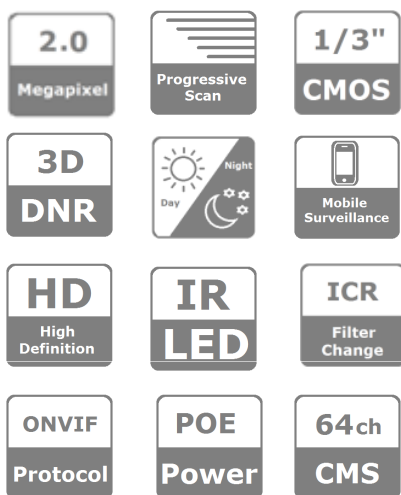 2.0
Megapixel
Progressive
Scan
1/3"
CMOS
3D
DNR
Night
Day
Mobile
Surveillance
HD
High
Definition
IR
LED
ICR
Filter
Change
ONVIF
Protocol
POE
Power
64ch
CMS